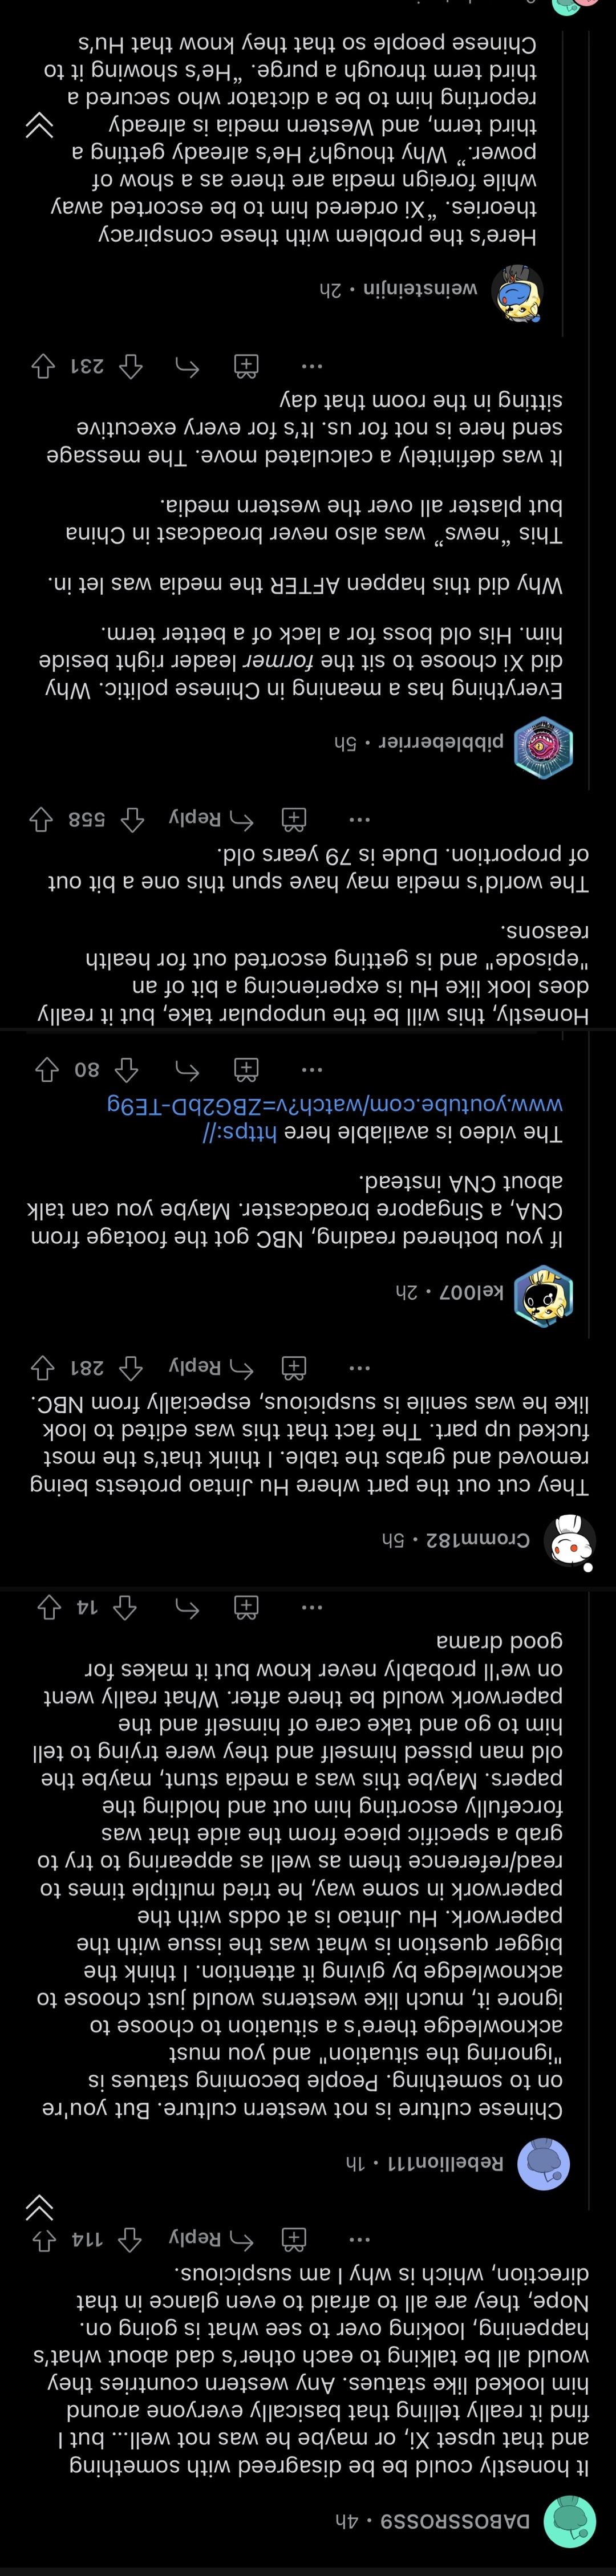 DABOSSROSS9 · 4h
It honestly could be be disagreed with something
and that upset Xi, or maybe he was not well... but I
find it really telling that basically everyone around
him looked like statues. Any western countries they
would all be talking to each other's dad about what's
happening, looking over to see what is going on.
Nope, they are all to afraid to even glance in that
direction, which is why I am suspicious.
Reply 114
Rebellion111 · 1h
Chinese culture is not western culture. But you're
on to something. People becoming statues is
"ignoring the situation" and you must
acknowledge there's a situation to choose to
ignore it, much like westerns would just choose to
acknowledge by giving it attention. I think the
bigger question is what was the issue with the
paperwork. Hu Jintao is at odds with the
paperwork in some way, he tried multiple times to
read/reference them as well as appearing to try to
grab a specific piece from the aide that was
forcefully escorting him out and holding the
papers. Maybe this was a media stunt, maybe the
old man pissed himself and they were trying to tell
him to go and take care of himself and the
paperwork would be there after. What really went
on we'll probably never know but it makes for
good drama
14
Cromm182 · 5h
They cut out the part where Hu Jintao protests being
removed and grabs the table. I think that's the most
fucked up part. The fact that this was edited to look
like he was senile is suspicious, especially from NBC.
Reply 281
kel007 · 2h
If you bothered reading, NBC got the footage from
CNA, a Singapore broadcaster. Maybe you can talk
about CNA instead.
The video is available here https://
www.youtube.com/watch?v=ZBG2bD-TE9g
80
Honestly, this will be the unpopular take, but it really
does look like Hu is experiencing a bit of an
"episode" and is getting escorted out for health
reasons.
The world's media may have spun this one a bit out
of proportion. Dude is 79 years old.
Reply 558
pibbleberrier · 5h
Everything has a meaning in Chinese politic. Why
did Xi choose to sit the former leader right beside
him. His old boss for a lack of a better term.
Why did this happen AFTER the media was let in.
This “news” was also never broadcast in China
but plaster all over the western media.
It was definitely a calculated move. The message
send here is not for us. It's for every executive
sitting in the room that day
231
weinsteinjin · 2h
Here's the problem with these conspiracy
theories. “Xi ordered him to be escorted away
while foreign media are there as a show of
power.” Why though? He's already getting a
third term, and Western media is already
reporting him to be a dictator who secured a
third term through a purge. “He's showing it to
Chinese people so that they know that Hu's